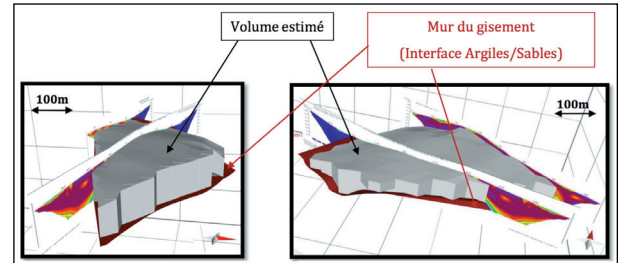 Volume estimé
Mur du gisement
(Interface Argiles/Sables)
100m
100m